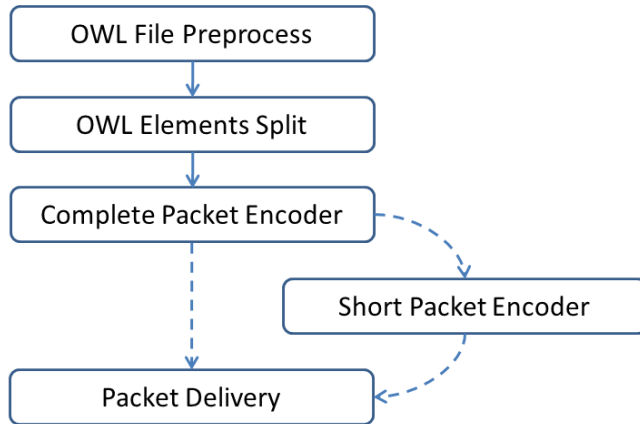 OWL File Preprocess
OWL Elements Split
Complete Packet Encoder
Short Packet Encoder
Packet Delivery